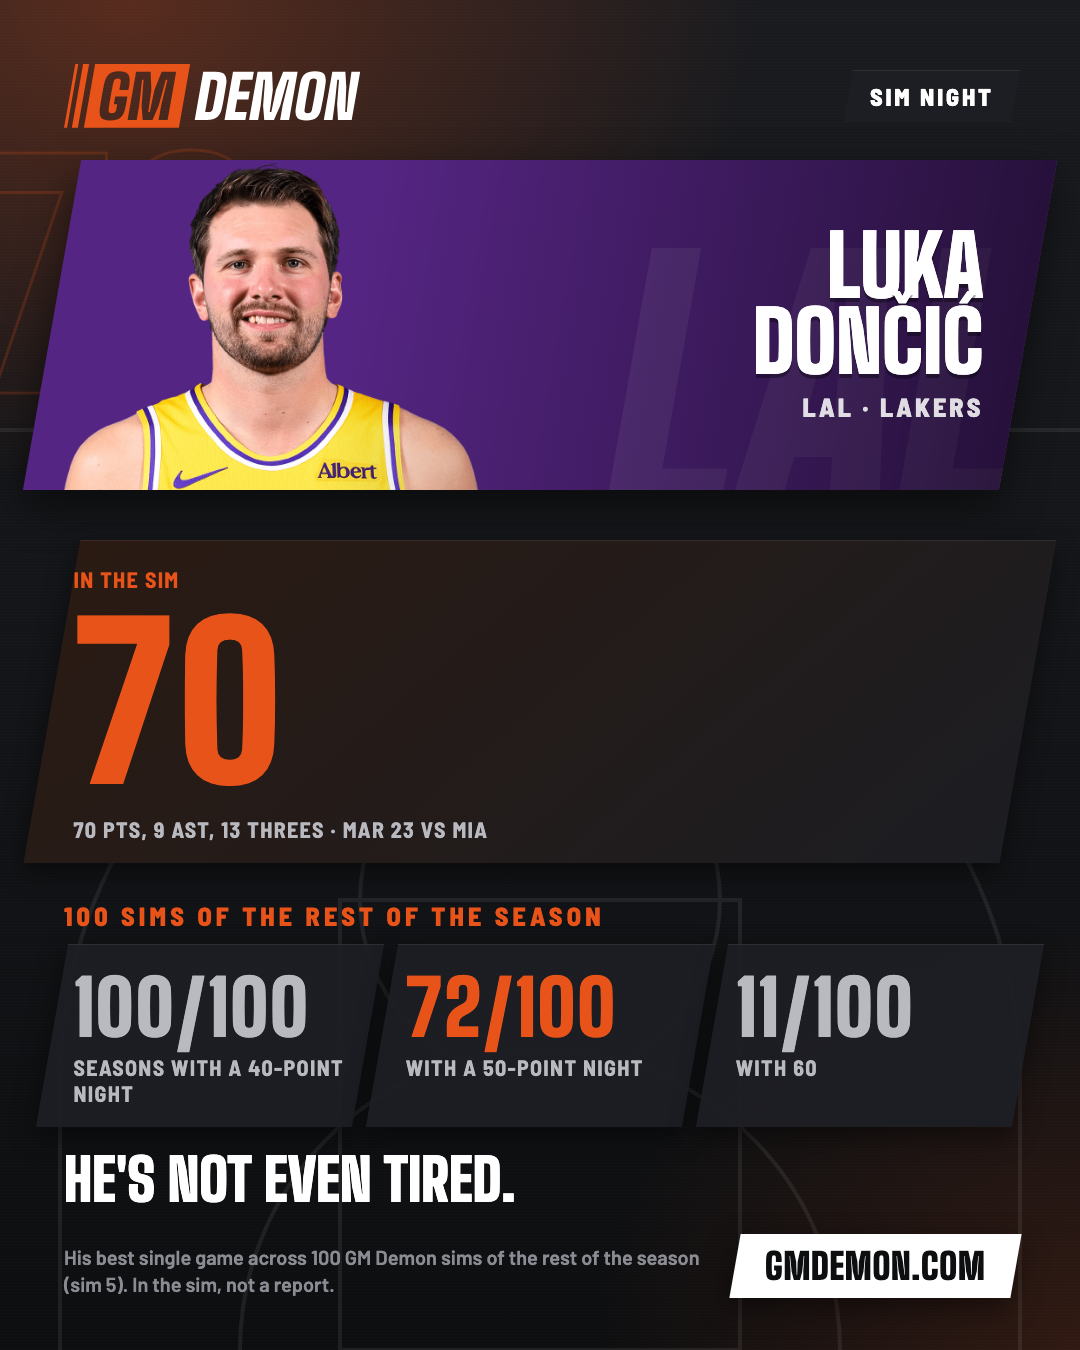 GM DEMON
SIM NIGHT
LAL
LUKA
DONČIĆ
LAL · LAKERS
Albert
IN THE SIM
70
70 PTS, 9 AST, 13 THREES · MAR 23 VS MIA
100 SIMS OF THE REST OF THE SEASON
100/100
SEASONS WITH A 40-POINT
NIGHT
72/100
WITH A 50-POINT NIGHT
11/100
WITH 60
HE'S NOT EVEN TIRED.
His best single game across 100 GM Demon sims of the rest of the season
(sim 5). In the sim, not a report.
GMDEMON.COM